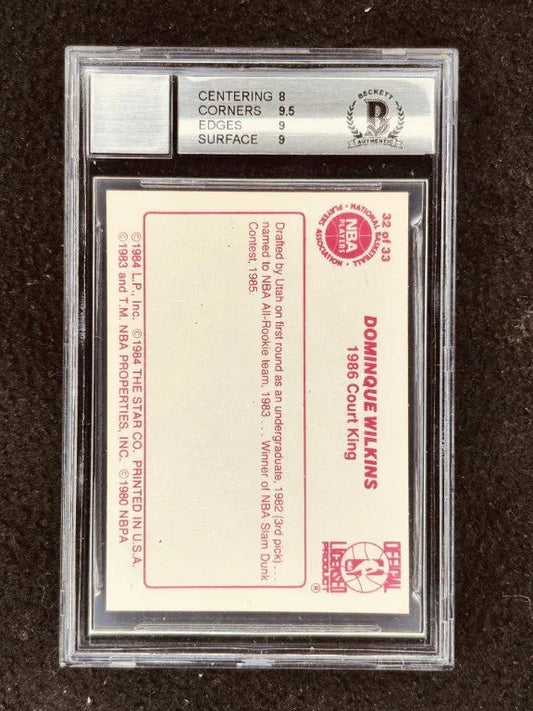 CENTERING 8
CORNERS 9.5
EDGES 9
SURFACE 9
BECKETT
AUTHENTIC
32 of 33
NATIONAL BASKETBALL
PLAYERS
ASSOCIATION
NBA
PLAYERS
DOMINQUE WILKINS
1986 Court King
OFFICIAL
LICENSED
PRODUCT
®
Drafted by Utah on first round as an undergraduate, 1982 (3rd pick) . . .
named to NBA All-Rookie team, 1983 . . . Winner of NBA Slam Dunk
Contest, 1985.
©1984 L.P., Inc. ©1984 THE STAR CO. PRINTED IN U.S.A.
©1983 and T.M. NBA PROPERTIES, INC. ©1980 NBPA